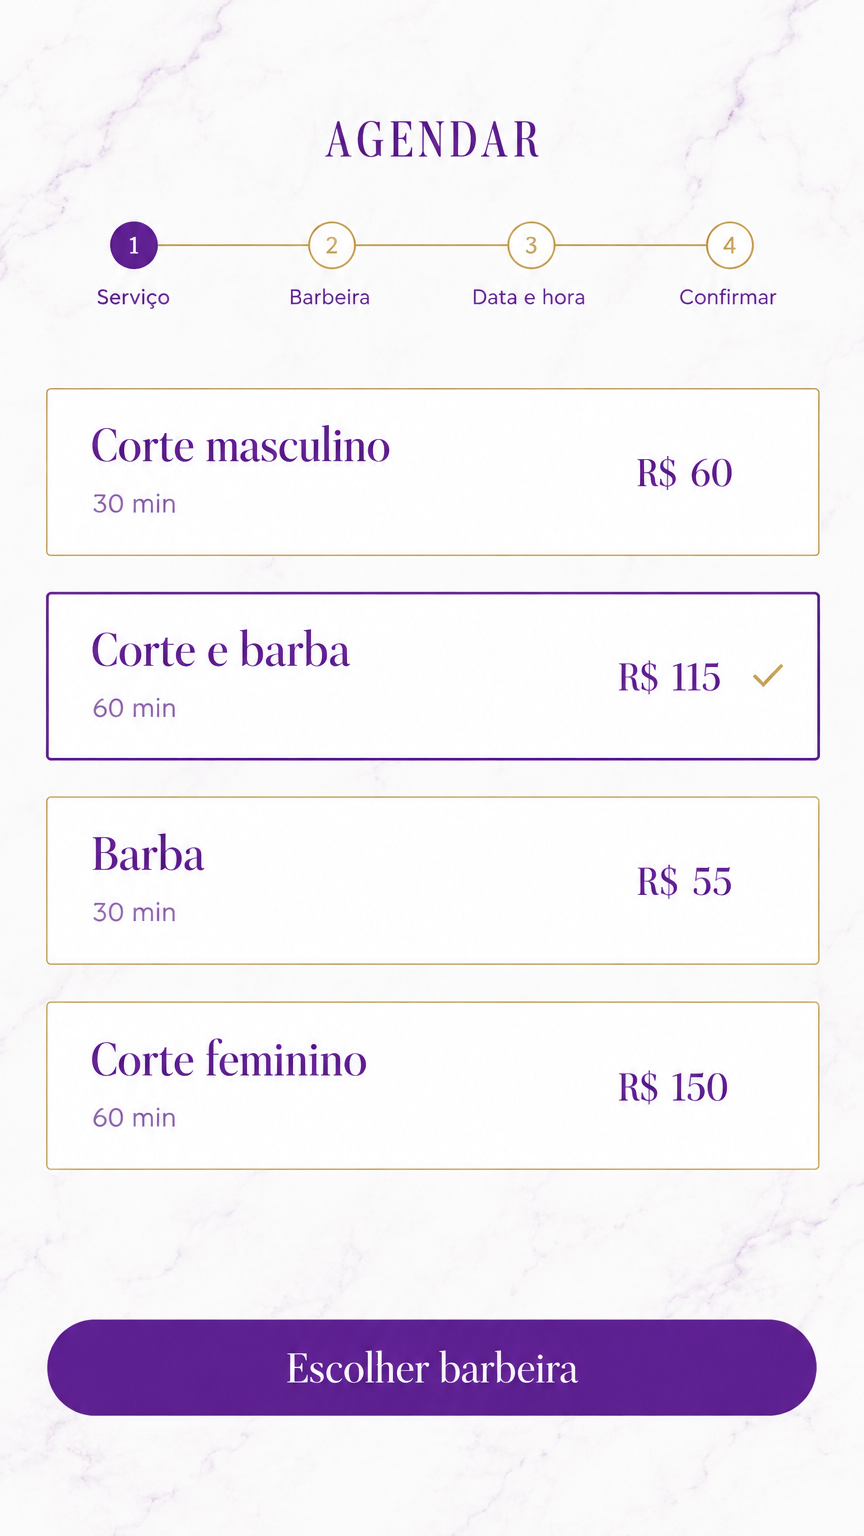 AGENDAR
1 2 3 4
Serviço Barbeira Data e hora Confirmar
Corte masculino
30 min
R$ 60
Corte e barba
60 min
R$ 115
Barba
30 min
R$ 55
Corte feminino
60 min
R$ 150
Escolher barbeira